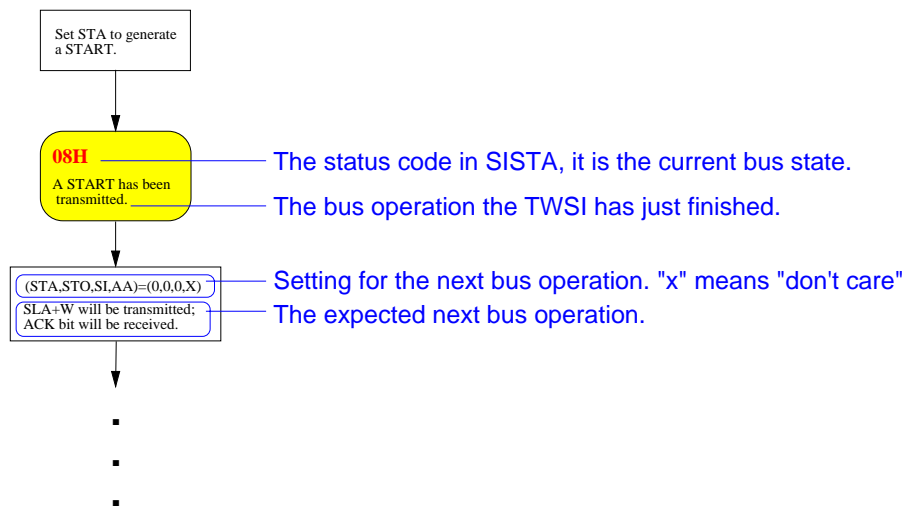 Set STA to generate
a START.
08H
The status code in SISTA, it is the current bus state.
A START has been
transmitted.
The bus operation the TWSI has just finished.
(STA,STO,SI,AA)=(0,0,0,X)
Setting for the next bus operation. "x" means "don't care"
SLA+W will be transmitted;
ACK bit will be received.
The expected next bus operation.